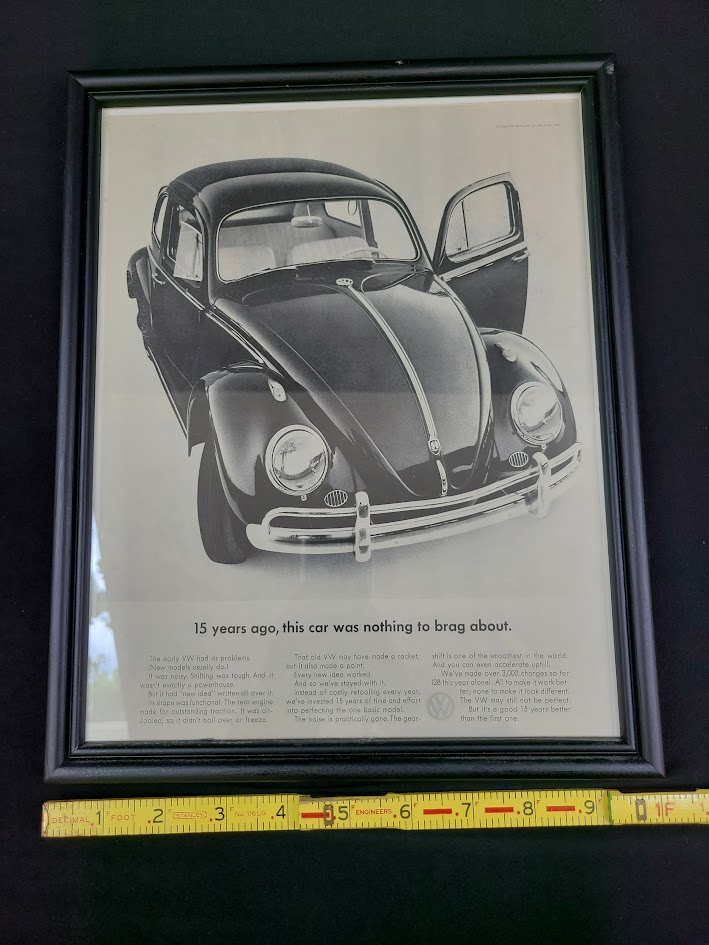 15 years ago, this car was nothing to brag about.
The early VW had its problems.
(New models usually do.)
It was noisy. Shifting was tough. And it
wasn't exactly a powerhouse.
But it had "new idea" written all over it.
Its shape was functional. The rear engine
made for outstanding traction. It was air-
cooled, so it didn't boil over or freeze.
That old VW may have made a racket,
but it also made a point.
Every new idea worked.
And so we've stayed with it.
Instead of costly retooling every year,
we've invested 15 years of time and effort
into perfecting the one basic model.
The noise is practically gone. The gear-
shift is one of the smoothest in the world.
And you can even accelerate uphill.
We've made over 3,000 changes so far
(128 this year alone). All to make it work bet-
ter; none to make it look different.
The VW may still not be perfect.
But it's a good 15 years better
than the first one.
VW
DECIMAL .1 FOOT .2 STANLEY .3 No. 116LG .4 .5 ENGINEERS .6 .7 .8 .9 1F